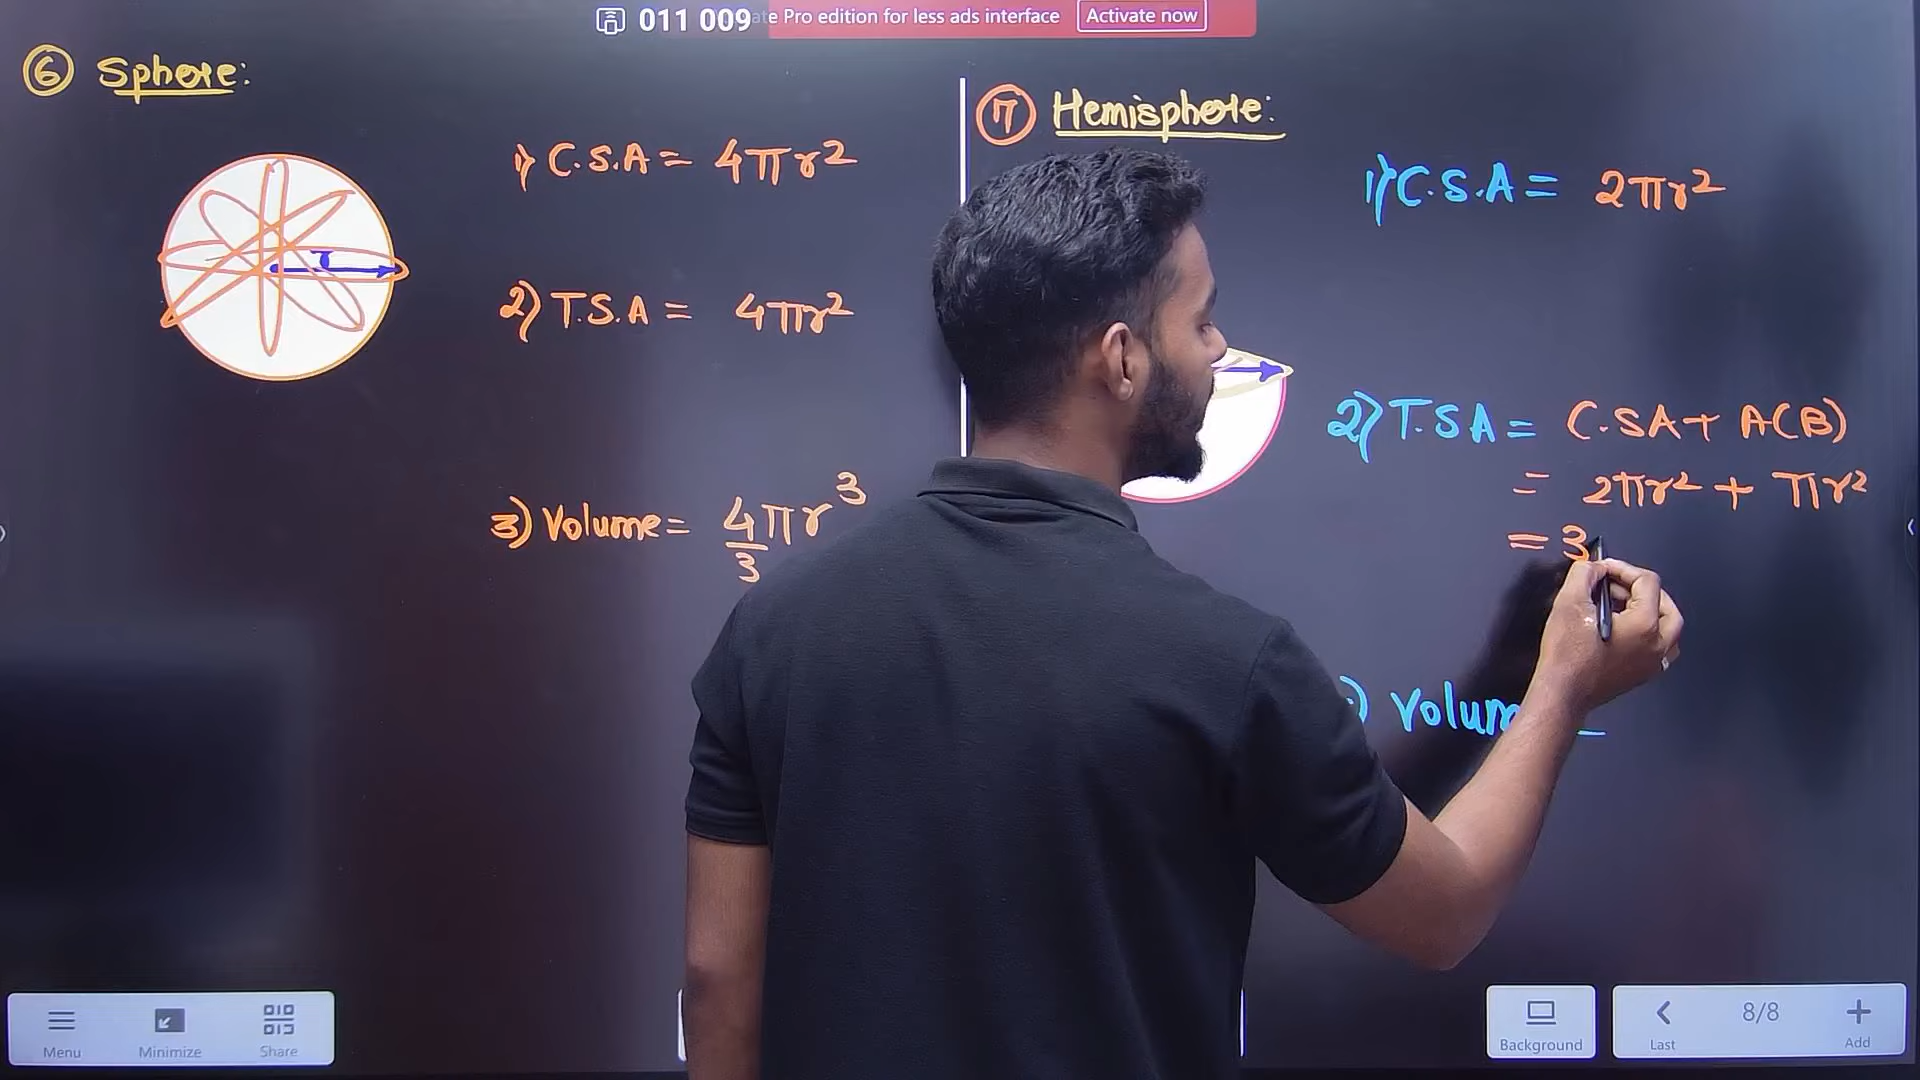 011 009
te Pro edition for less ads interface
Activate now
6 Sphere:
1) C.S.A = 4πr²
r
2) T.S.A = 4πr²
3) Volume = 4/3 πr³
7 Hemisphere:
1) C.S.A = 2πr²
2) T.S.A = C.SA + A(B)
= 2πr² + πr²
= 3
) Volum
Menu
Minimize
Share
Background
Last
8/8
Add